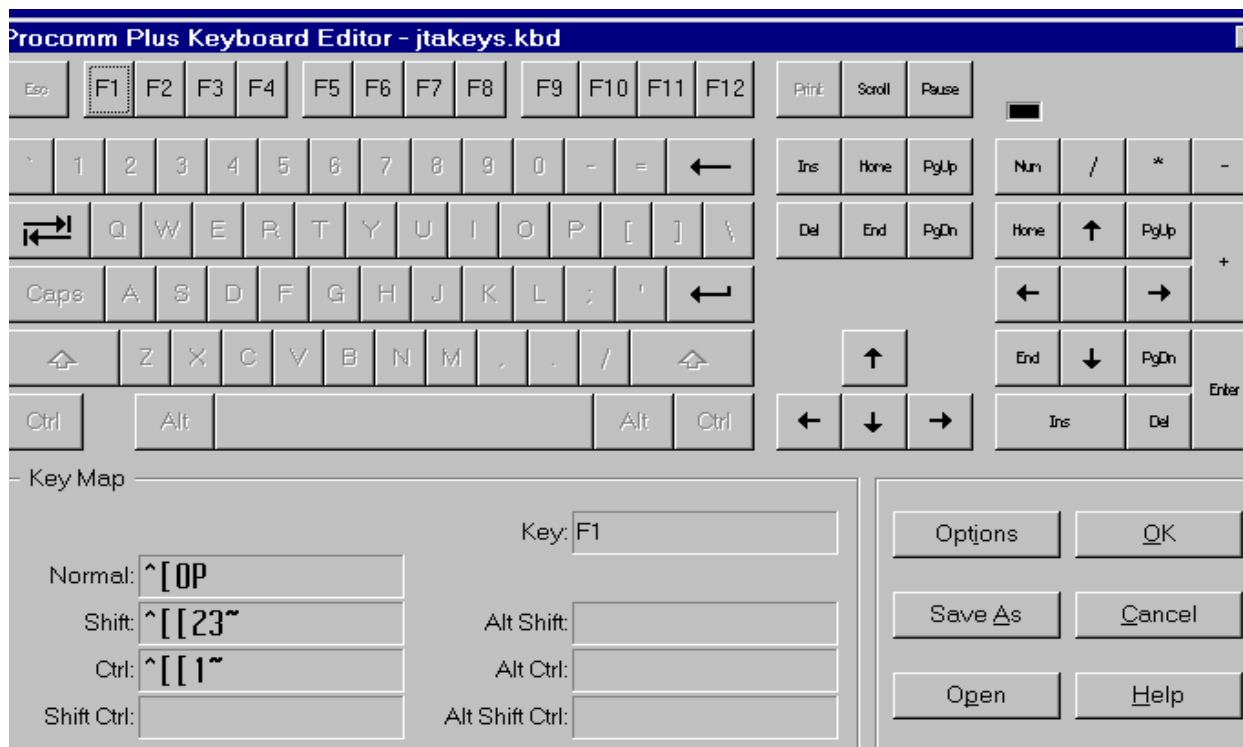 Procomm Plus Keyboard Editor - jtakeys.kbd
Esc F1 F2 F3 F4 F5 F6 F7 F8 F9 F10 F11 F12 Print Scroll Pause
` 1 2 3 4 5 6 7 8 9 0 - = Ins Home PgUp Num / * -
Q W E R T Y U I O P [ ] \ Del End PgDn Home PgUp +
Caps A S D F G H J K L ; '
Z X C V B N M , . / End PgDn Enter
Ctrl Alt Alt Ctrl Ins Del
Key Map
Key: F1
Normal: ^[OP
Shift: ^[[23~
Ctrl: ^[[1~
Shift Ctrl:
Alt Shift:
Alt Ctrl:
Alt Shift Ctrl:
Options OK
Save As Cancel
Open Help